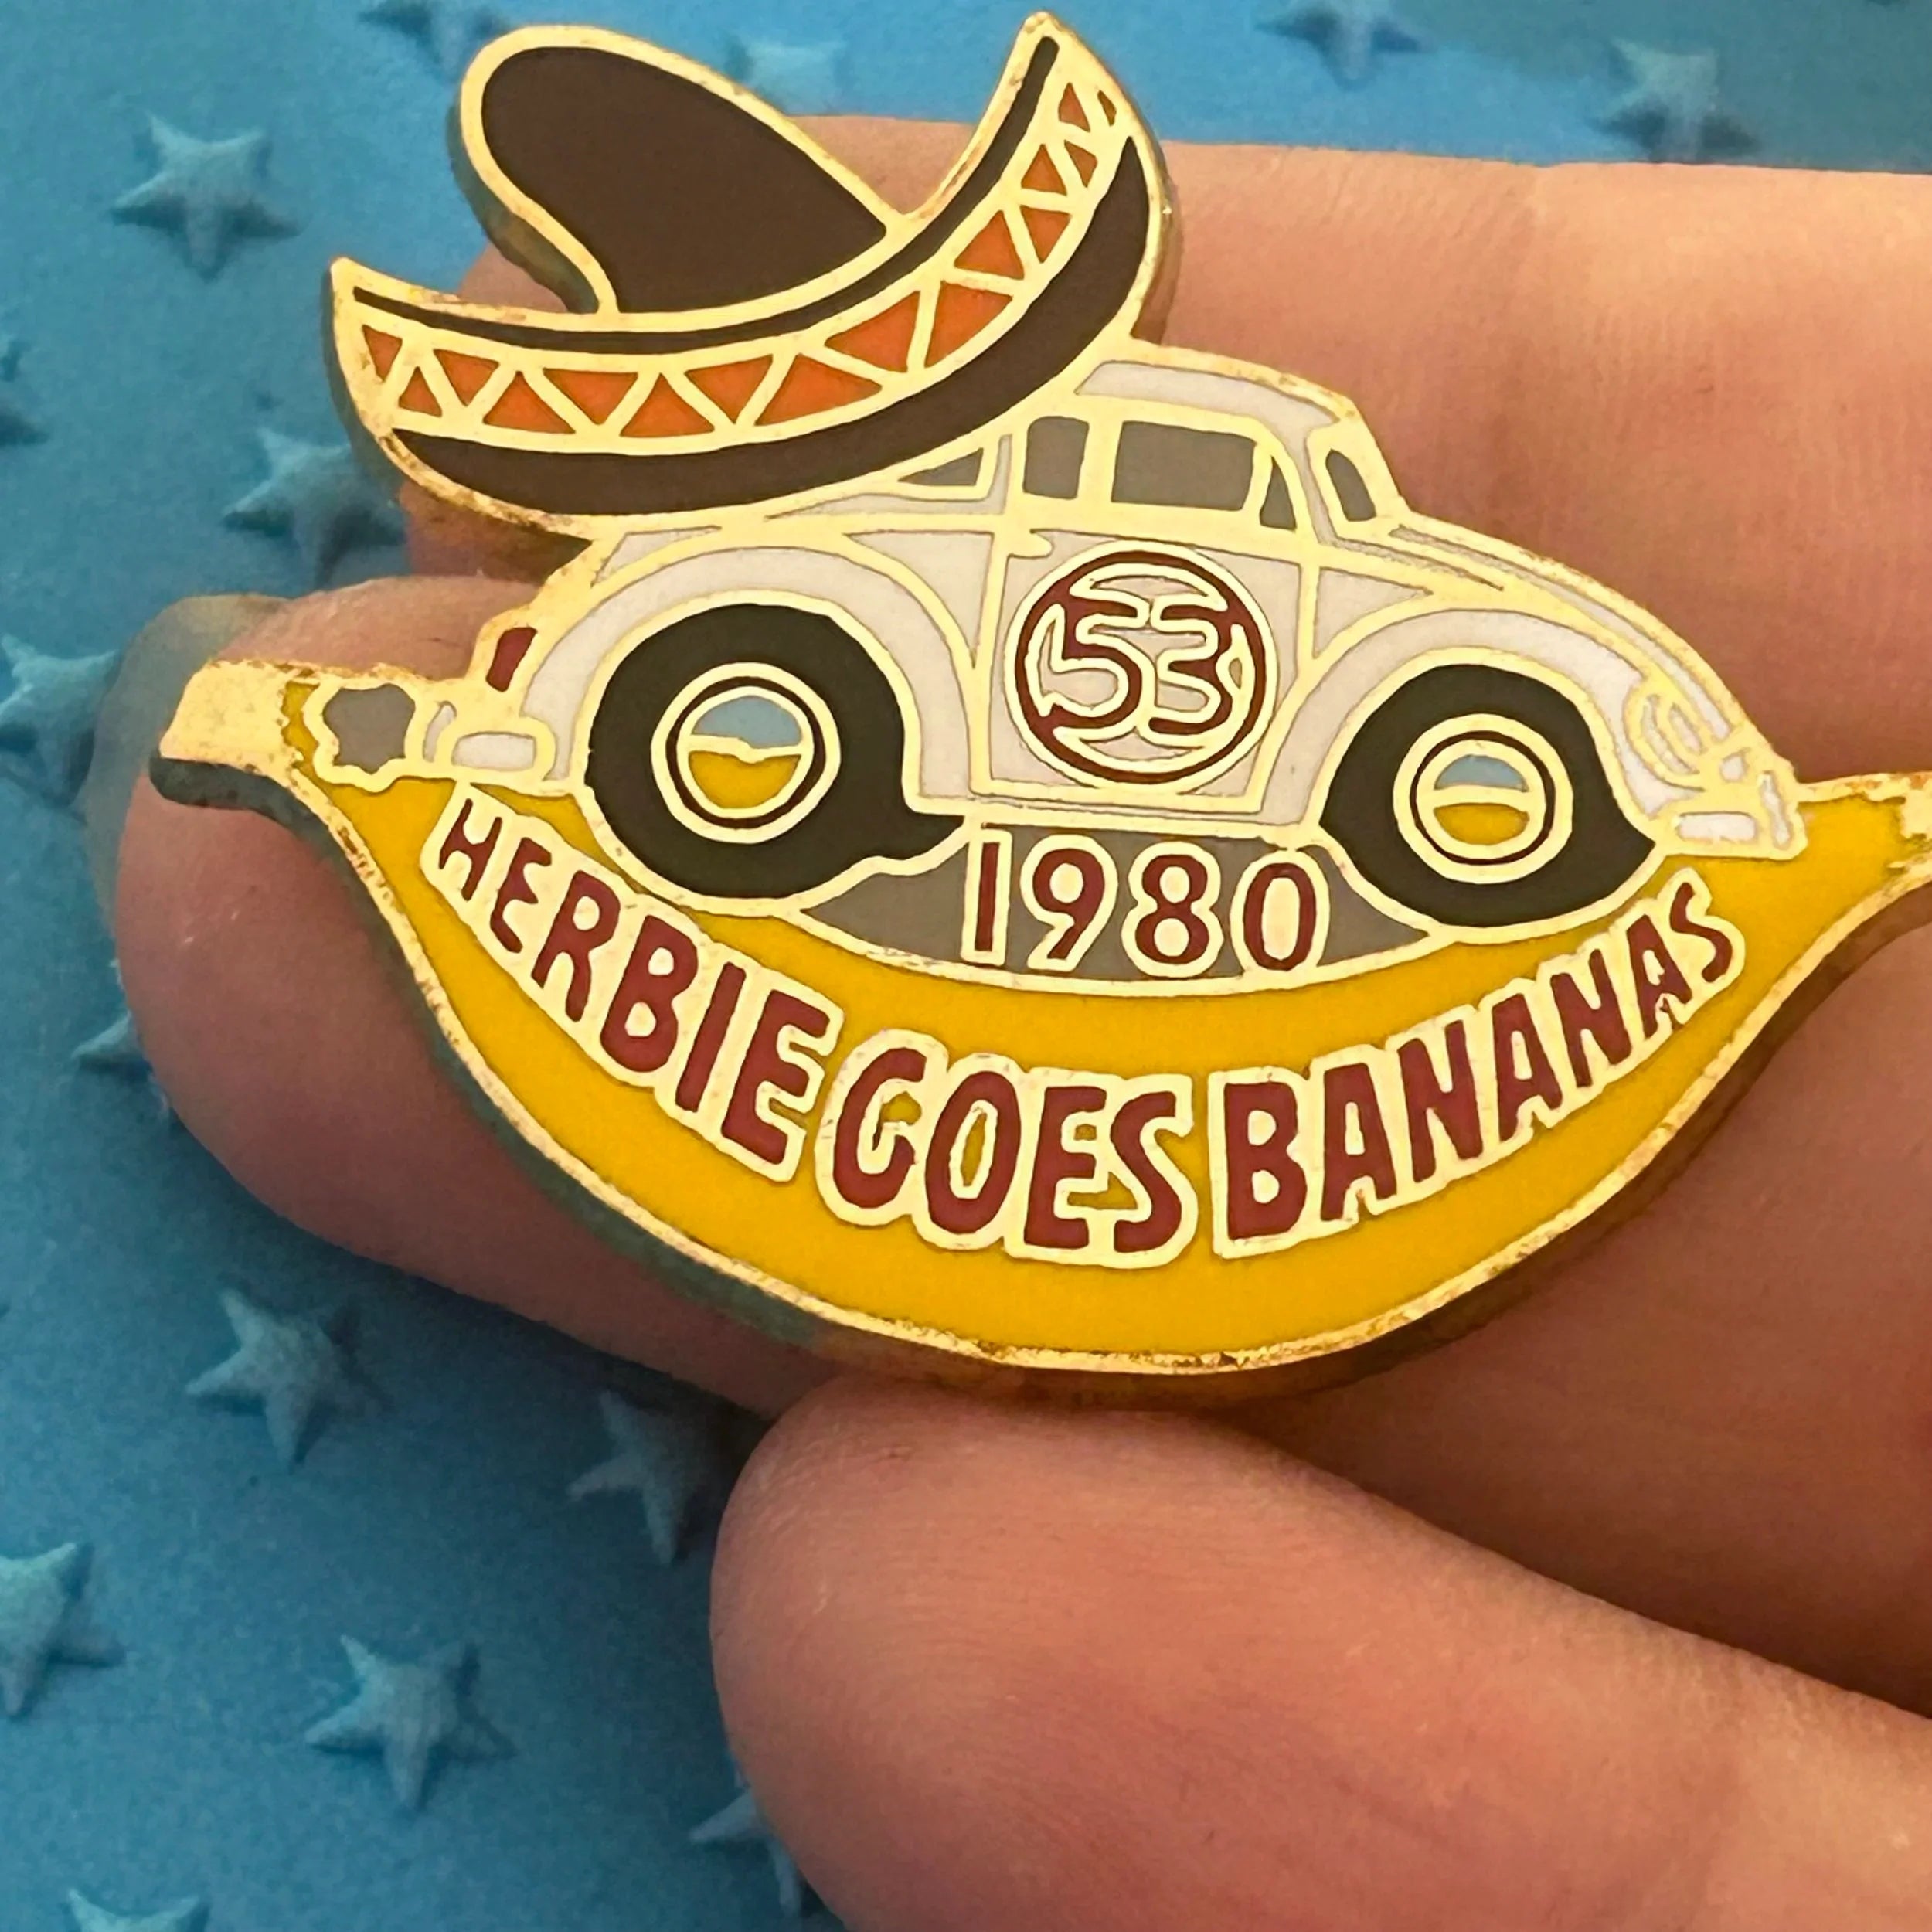 53
1980
HERBIE GOES BANANAS